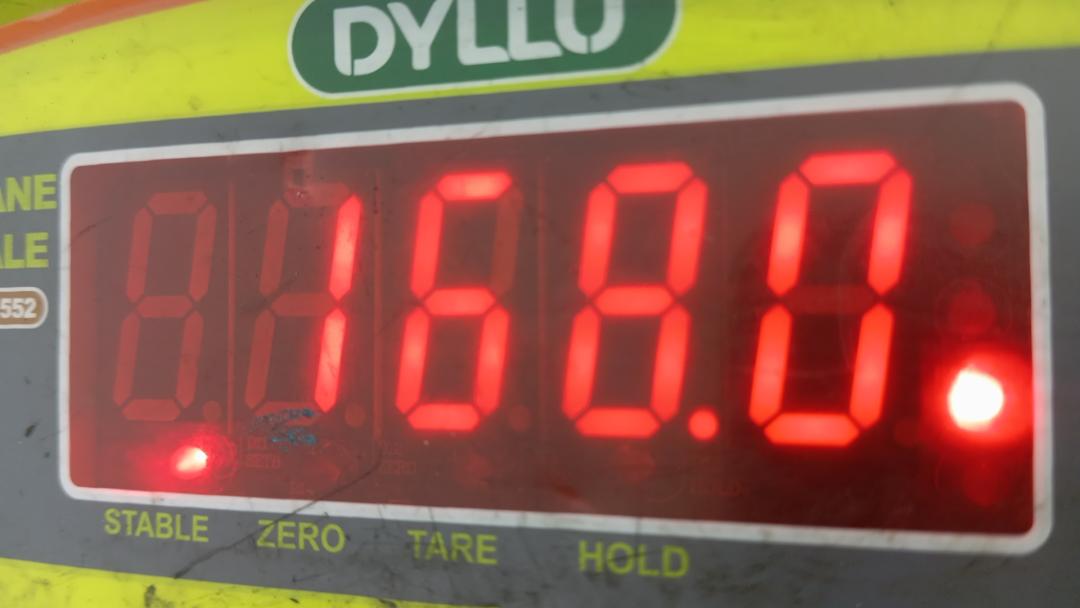 DYLLU
ANE
ALE
552
168.0
STABLE ZERO TARE HOLD